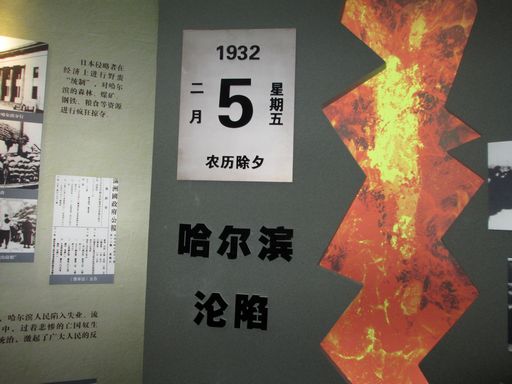 日本侵略者在
经济上进行野蛮
“统制”，对哈尔
滨的森林、煤矿、
钢铁、粮食等资源
进行疯狂掠夺。
满洲國政府公報
，哈尔滨人民陷入失业、流
中，过着悲惨的亡国奴生
统治，激起了广大人民的反
1932
二月
5
星期五
农历除夕
哈尔滨
沦陷